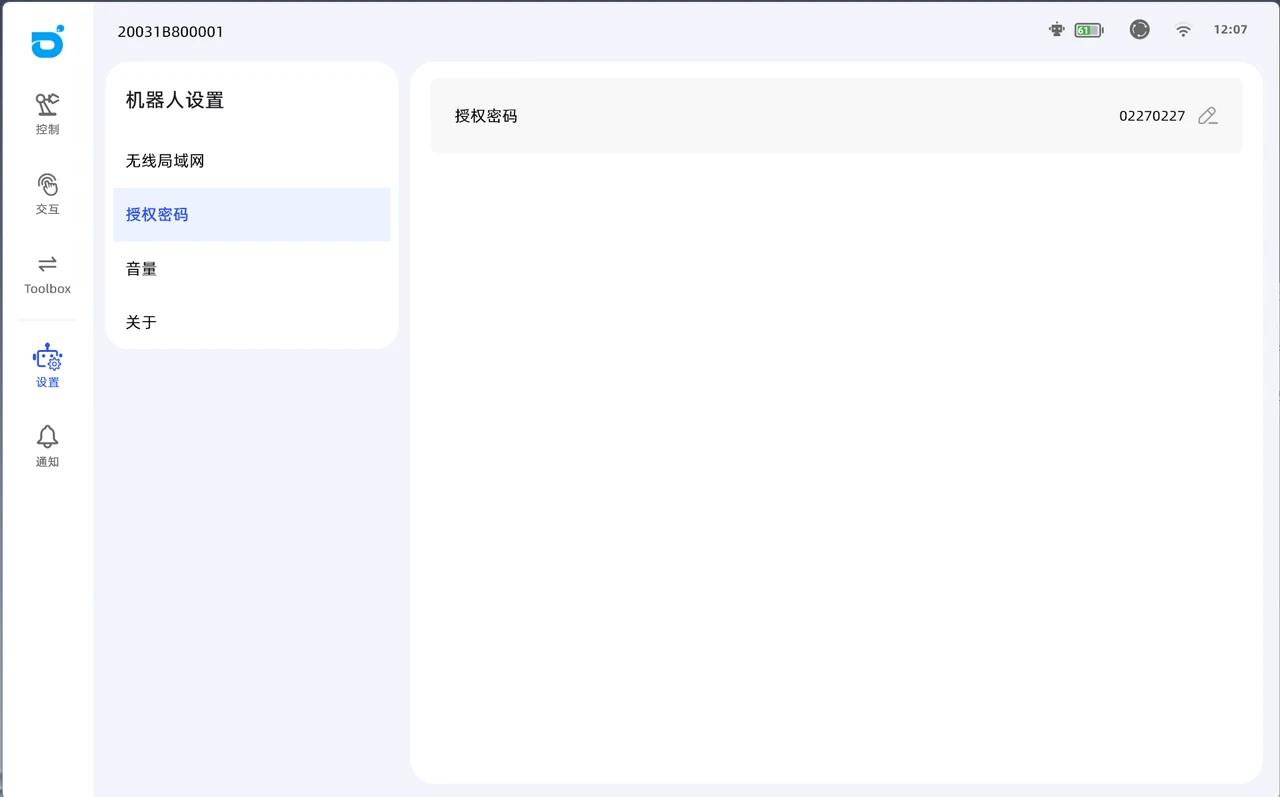 20031B800001
61
12:07
控制
交互
Toolbox
设置
通知
机器人设置
无线局域网
授权密码
音量
关于
授权密码
02270227